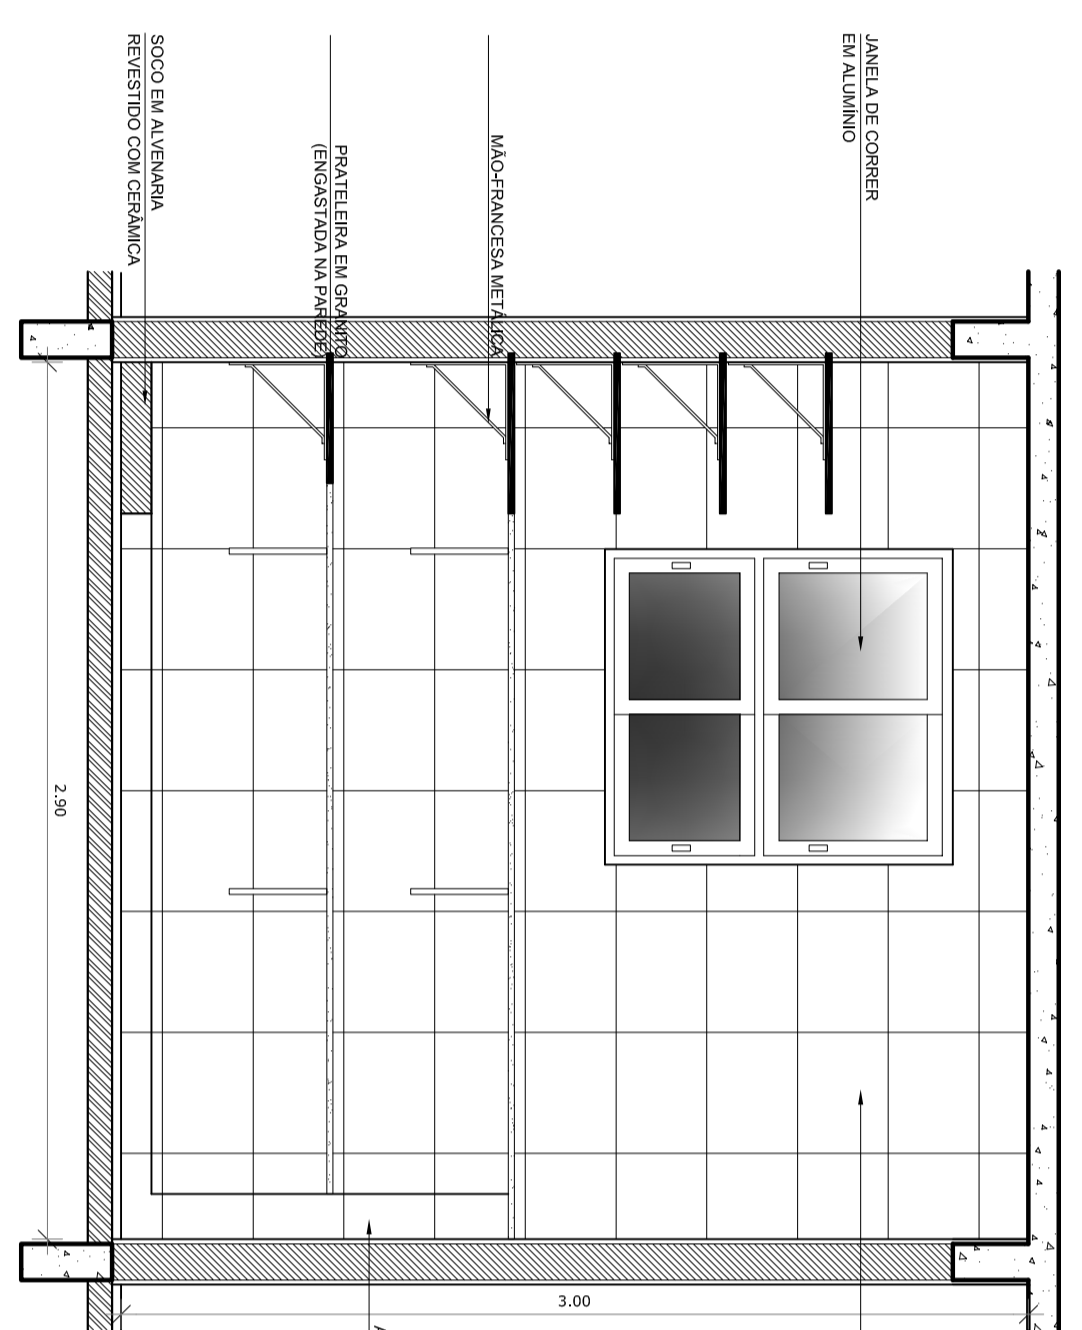 JANELA DE CORRER
EM ALUMÍNIO
MÃO-FRANCESA METÁLICA
PRATELEIRA EM GRANITO
(ENGASTADA NA PAREDE)
SOCO EM ALVENARIA
REVESTIDO COM CERÂMICA
2.90
3.00